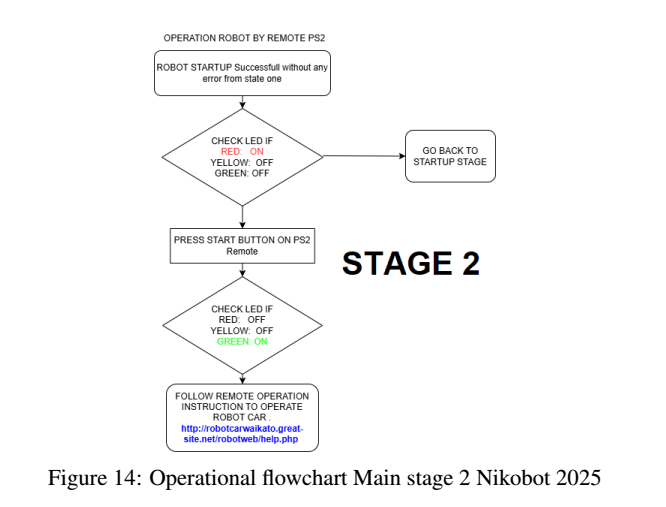 OPERATION ROBOT BY REMOTE PS2
ROBOT STARTUP Successfull without any
error from state one
CHECK LED IF
RED: ON
YELLOW: OFF
GREEN: OFF
GO BACK TO
STARTUP STAGE
PRESS START BUTTON ON PS2
Remote
STAGE 2
CHECK LED IF
RED: OFF
YELLOW: OFF
GREEN: ON
FOLLOW REMOTE OPERATION
INSTRUCTION TO OPERATE
ROBOT CAR .
http://robotcarwaikato.great-
site.net/robotweb/help.php
Figure 14: Operational flowchart Main stage 2 Nikobot 2025